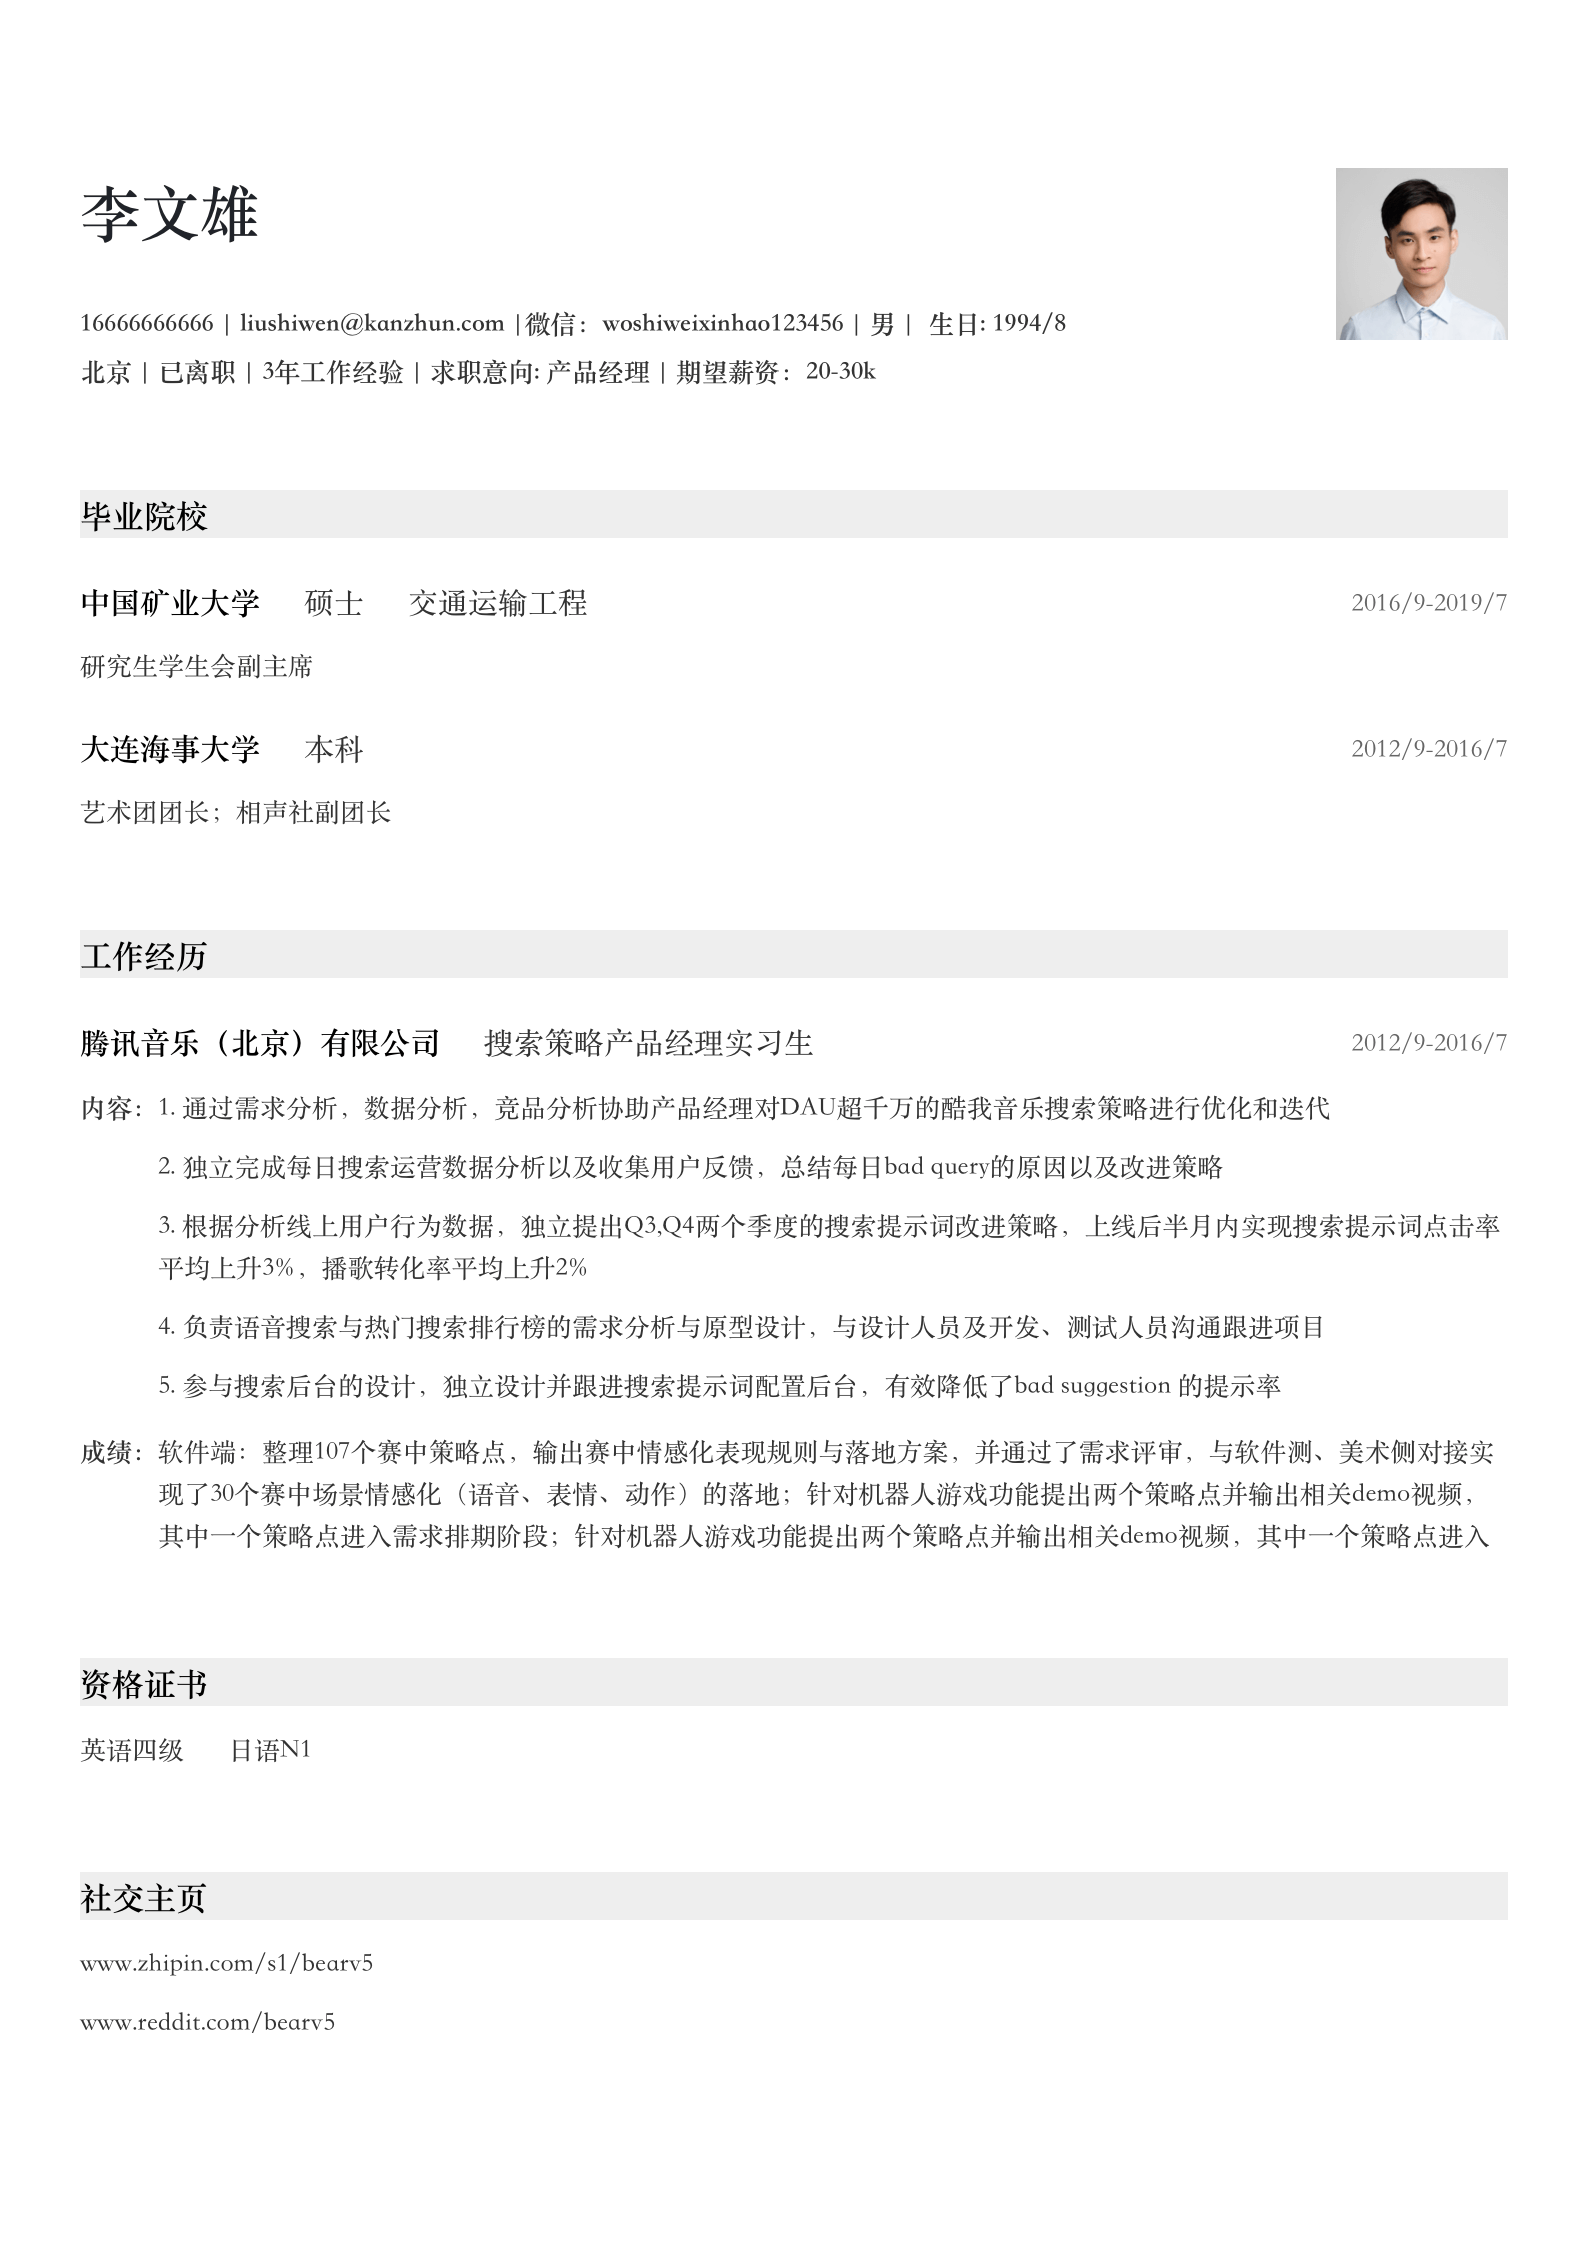 李文雄
16666666666 | liushiwen@kanzhun.com |微信：woshiweixinhao123456 | 男 | 生日: 1994/8
北京 | 已离职 | 3年工作经验 | 求职意向: 产品经理 | 期望薪资：20-30k
毕业院校
中国矿业大学 硕士 交通运输工程 2016/9-2019/7
研究生学生会副主席
大连海事大学 本科 2012/9-2016/7
艺术团团长；相声社副团长
工作经历
腾讯音乐（北京）有限公司 搜索策略产品经理实习生 2012/9-2016/7
内容：1. 通过需求分析，数据分析，竞品分析协助产品经理对DAU超千万的酷我音乐搜索策略进行优化和迭代
2. 独立完成每日搜索运营数据分析以及收集用户反馈，总结每日bad query的原因以及改进策略
3. 根据分析线上用户行为数据，独立提出Q3,Q4两个季度的搜索提示词改进策略，上线后半月内实现搜索提示词点击率
平均上升3%，播歌转化率平均上升2%
4. 负责语音搜索与热门搜索排行榜的需求分析与原型设计，与设计人员及开发、测试人员沟通跟进项目
5. 参与搜索后台的设计，独立设计并跟进搜索提示词配置后台，有效降低了bad suggestion 的提示率
成绩：软件端：整理107个赛中策略点，输出赛中情感化表现规则与落地方案，并通过了需求评审，与软件测、美术侧对接实
现了30个赛中场景情感化（语音、表情、动作）的落地；针对机器人游戏功能提出两个策略点并输出相关demo视频，
其中一个策略点进入需求排期阶段；针对机器人游戏功能提出两个策略点并输出相关demo视频，其中一个策略点进入
资格证书
英语四级 日语N1
社交主页
www.zhipin.com/s1/bearv5
www.reddit.com/bearv5